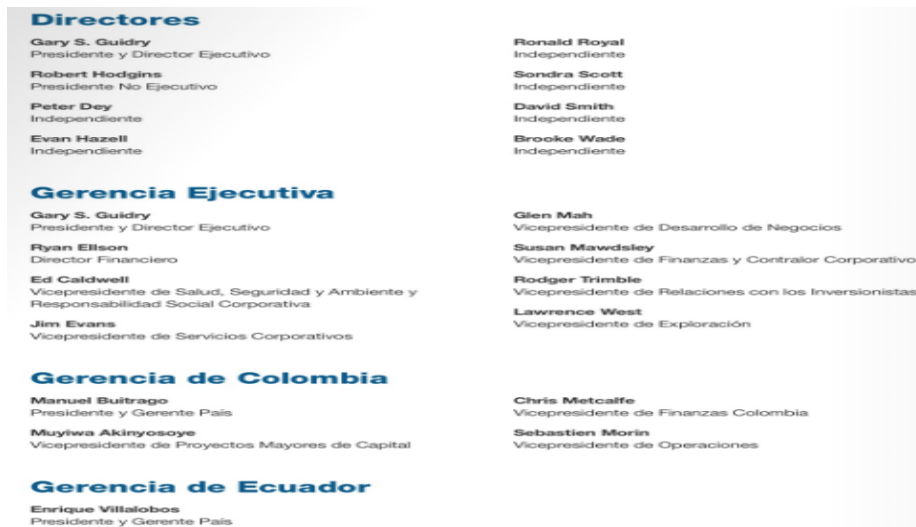 Directores
Gary S. Guidry
Presidente y Director Ejecutivo
Robert Hodgins
Presidente No Ejecutivo
Peter Dey
Independiente
Evan Hazell
Independiente
Ronald Royal
Independiente
Sondra Scott
Independiente
David Smith
Independiente
Brooke Wade
Independiente
Gerencia Ejecutiva
Gary S. Guidry
Presidente y Director Ejecutivo
Ryan Ellson
Director Financiero
Ed Caldwell
Vicepresidente de Salud, Seguridad y Ambiente y
Responsabilidad Social Corporativa
Jim Evans
Vicepresidente de Servicios Corporativos
Glen Mah
Vicepresidente de Desarrollo de Negocios
Susan Mawdsley
Vicepresidente de Finanzas y Contralor Corporativo
Rodger Trimble
Vicepresidente de Relaciones con los Inversionistas
Lawrence West
Vicepresidente de Exploración
Gerencia de Colombia
Manuel Buitrago
Presidente y Gerente País
Muyiwa Akinyosoye
Vicepresidente de Proyectos Mayores de Capital
Chris Metcalfe
Vicepresidente de Finanzas Colombia
Sebastien Morin
Vicepresidente de Operaciones
Gerencia de Ecuador
Enrique Villalobos
Presidente y Gerente País